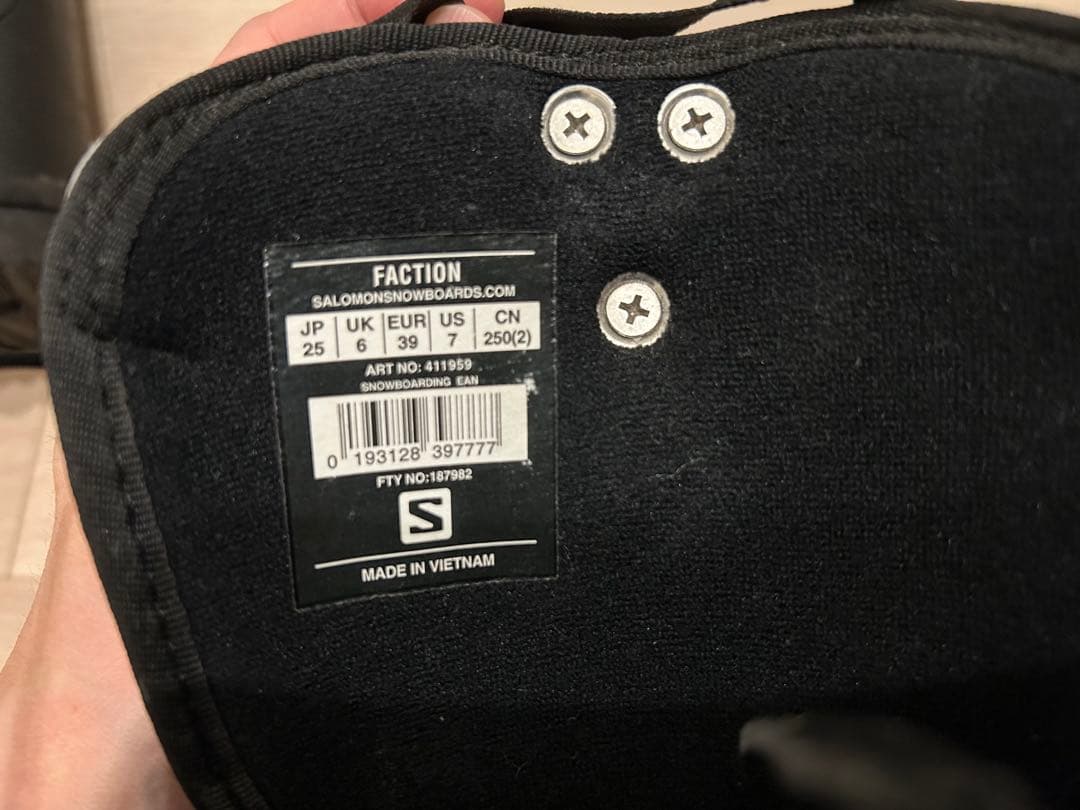 FACTION
SALOMONSNOWBOARDS.COM
JP UK EUR US CN
25 6 39 7 250(2)
ART NO: 411959
SNOWBOARDING EAN
0 193128 397777
FTY NO:187982
S
MADE IN VIETNAM